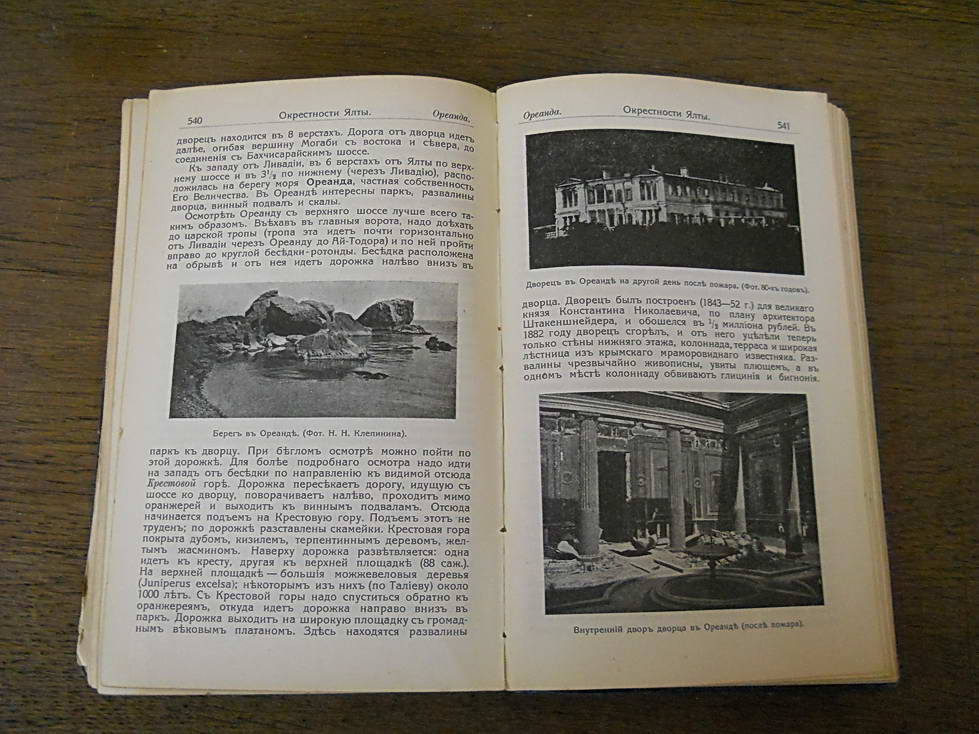 540
Окрестности Ялты.
Ореанда.
дворецъ находится въ 8 верстахъ. Дорога отъ дворца идетъ
далѣе, огибая вершину Могаби съ востока и сѣвера, до
соединенія съ Бахчисарайскимъ шоссе.
Къ западу отъ Ливадіи, въ 6 верстахъ отъ Ялты по верх-
нему шоссе и въ 3¹/₂ по нижнему (через Ливадію), распо-
ложилась на берегу моря Ореанда, частная собственность
Его Величества. Въ Ореандѣ интересны паркъ, развалины
дворца, винный подвалъ и скалы.
Осмотрѣть Ореанду съ верхняго шоссе лучше всего та-
кимъ образомъ. Въѣхавъ въ главныя ворота, надо доѣхать
до царской тропы (тропа эта идетъ почти горизонтально
отъ Ливадіи черезъ Ореанду до Ай-Тодора) и по ней пройти
вправо до круглой бесѣдки-ротонды. Бесѣдка расположена
на обрывѣ и отъ нея идетъ дорожка налѣво внизъ въ
Берегъ въ Ореандѣ. (Фот. Н. Н. Клепинина).
паркъ къ дворцу. При бѣгломъ осмотрѣ можно пойти по
этой дорожкѣ. Для болѣе подробнаго осмотра надо идти
на западъ отъ бесѣдки по направленію къ видимой отсюда
Крестовой горѣ. Дорожка пересѣкаетъ дорогу, идущую съ
шоссе ко дворцу, поворачиваетъ налѣво, проходитъ мимо
оранжерей и выходитъ къ виннымъ подваламъ. Отсюда
начинается подъемъ на Крестовую гору. Подъемъ этотъ не
труденъ; по дорожкѣ разставлены скамейки. Крестовая гора
покрыта дубомъ, кизилемъ, терпентиннымъ деревомъ, жел-
тымъ жасминомъ. Наверху дорожка развѣтвляется: одна
идетъ къ кресту, другая къ верхней площадкѣ (88 саж.).
На верхней площадкѣ — большія можжевеловыя деревья
(Juniperus excelsa); нѣкоторымъ изъ нихъ (по Таліеву) около
1000 лѣтъ. Съ Крестовой горы надо спуститься обратно къ
оранжереямъ, откуда идетъ дорожка направо внизъ въ
паркъ. Дорожка выходитъ на широкую площадку съ громад-
нымъ вѣковымъ платаномъ. Здѣсь находятся развалины
Ореанда.
Окрестности Ялты.
541
Дворецъ въ Ореандѣ на другой день послѣ пожара. (Фот. 80-хъ годовъ).
дворца. Дворецъ былъ построенъ (1843—52 г.) для великаго
князя Константина Николаевича, по плану архитектора
Штакеншнейдера, и обошелся въ ¹/₂ милліона рублей. Въ
1882 году дворецъ сгорѣлъ, и отъ него уцѣлѣли теперь
только стѣны нижняго этажа, колоннада, терраса и широкая
лѣстница изъ крымскаго мраморовиднаго известняка. Раз-
валины чрезвычайно живописны, увиты плющемъ, а въ
одномъ мѣстѣ колоннаду обвиваютъ глицинія и бигнонія.
Внутренній дворъ дворца въ Ореандѣ (послѣ пожара).